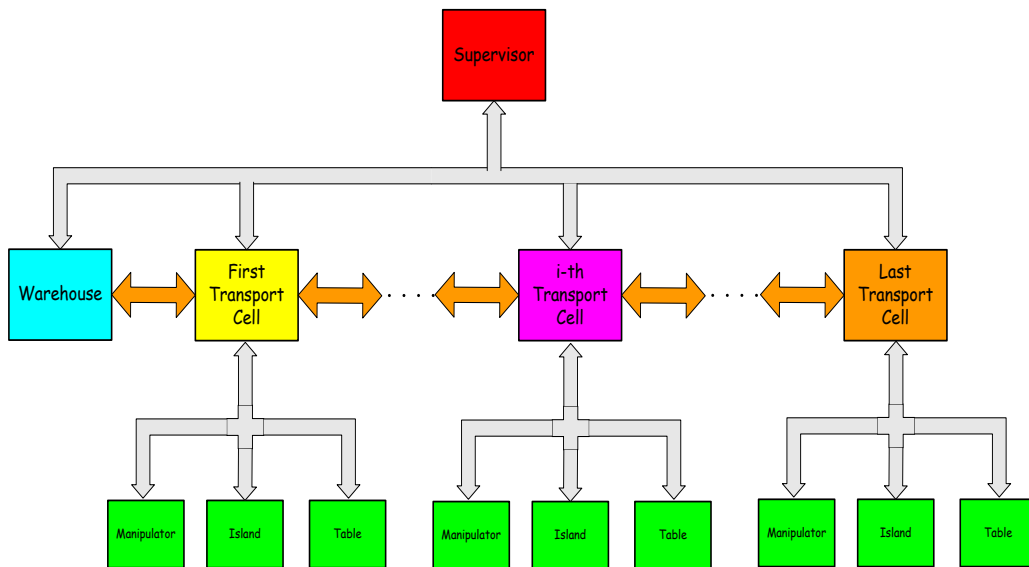 Supervisor
Warehouse
First
Transport
Cell
. . . .
i-th
Transport
Cell
. . . .
Last
Transport
Cell
Manipulator
Island
Table
Manipulator
Island
Table
Manipulator
Island
Table